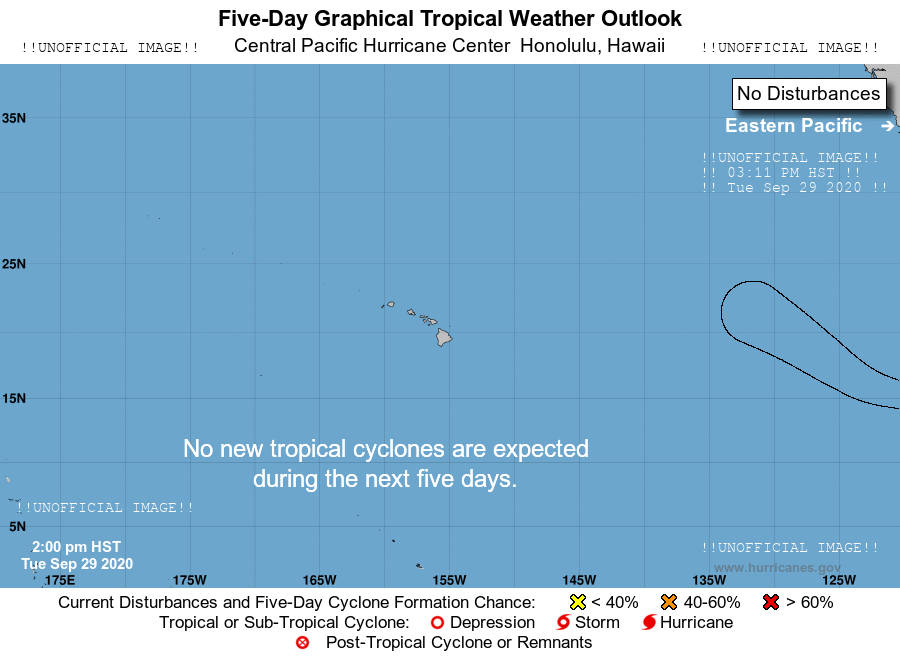 Five-Day Graphical Tropical Weather Outlook
!!UNOFFICIAL IMAGE!! Central Pacific Hurricane Center Honolulu, Hawaii !!UNOFFICIAL IMAGE!!
No Disturbances
35N
Eastern Pacific →
!!UNOFFICIAL IMAGE!!
!! 03:11 PM HST !!
!! Tue Sep 29 2020 !!
25N
15N
No new tropical cyclones are expected
during the next five days.
!!UNOFFICIAL IMAGE!!
5N
2:00 pm HST
Tue Sep 29 2020
!!UNOFFICIAL IMAGE!!
www.hurricanes.gov
175E 175W 165W 155W 145W 135W 125W
Current Disturbances and Five-Day Cyclone Formation Chance: < 40% 40-60% > 60%
Tropical or Sub-Tropical Cyclone: Depression Storm Hurricane
Post-Tropical Cyclone or Remnants